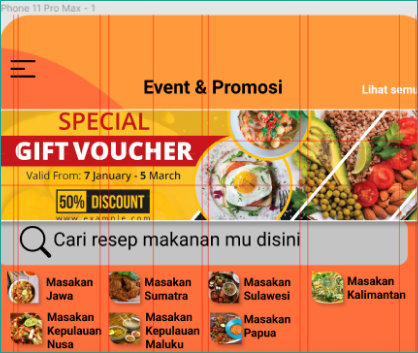 Phone 11 Pro Max - 1
Event & Promosi
Lihat semu
SPECIAL
GIFT VOUCHER
Valid From: 7 January - 5 March
50% DISCOUNT
www.example.com
Cari resep makanan mu disini
Masakan
Jawa
Masakan
Sumatra
Masakan
Sulawesi
Masakan
Kalimantan
Masakan
Kepulauan
Nusa
Masakan
Kepulauan
Maluku
Masakan
Papua